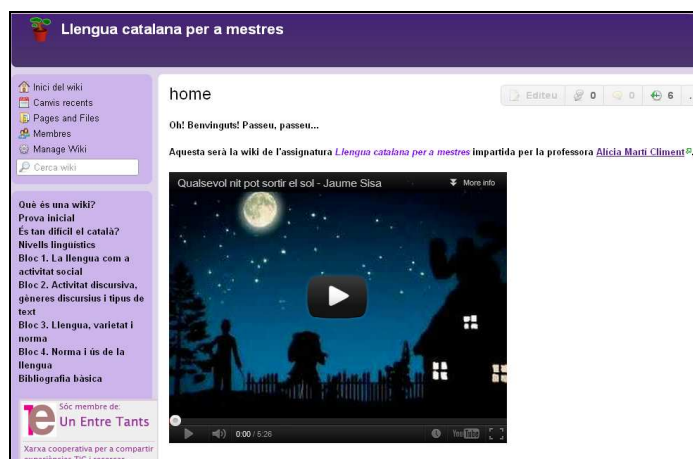 Llengua catalana per a mestres
Inici del wiki
Canvis recents
Pages and Files
Membres
Manage Wiki
Cerca wiki
Què és una wiki?
Prova inicial
És tan difícil el català?
Nivells lingüístics
Bloc 1. La llengua com a
activitat social
Bloc 2. Activitat discursiva,
gèneres discursius i tipus de
text
Bloc 3. Llengua, varietat i
norma
Bloc 4. Norma i ús de la
llengua
Bibliografia bàsica
Sóc membre de:
Un Entre Tants
Xarxa cooperativa per a compartir
home
Editeu 0 0 6 ..
Oh! Benvinguts! Passeu, passeu...
Aquesta serà la wiki de l'assignatura Llengua catalana per a mestres impartida per la professora Alícia Martí Climent.
Qualsevol nit pot sortir el sol - Jaume Sisa
More info
0:00 / 5:26
YouTube